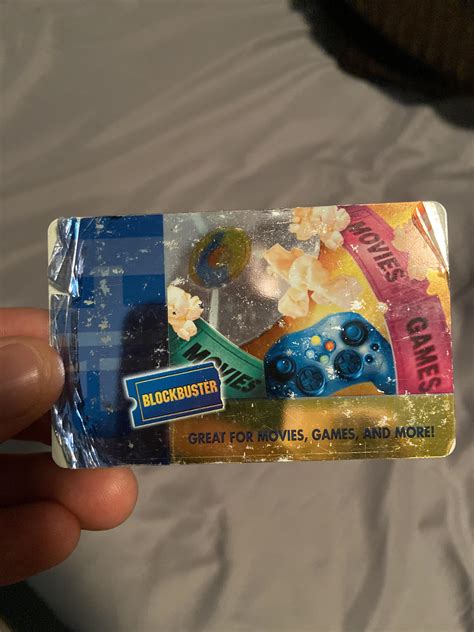 MOVIES
GAMES
MOVIES
BLOCKBUSTER
GREAT FOR MOVIES, GAMES, AND MORE!